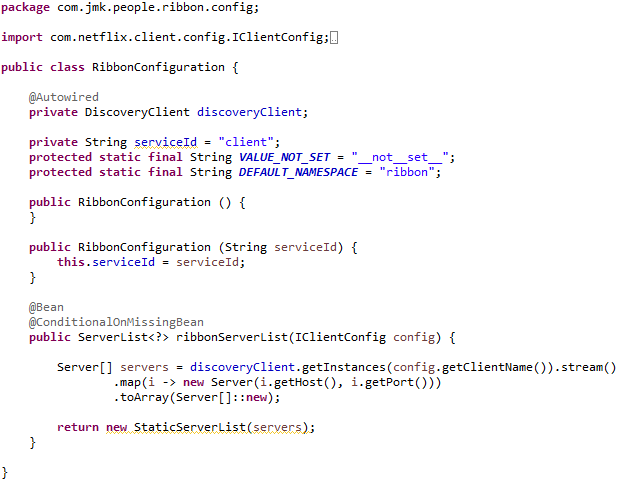 package com.jmk.people.ribbon.config;
import com.netflix.client.config.IClientConfig;
public class RibbonConfiguration {
@Autowired
private DiscoveryClient discoveryClient;
private String serviceId = "client";
protected static final String VALUE_NOT_SET = "__not__set__";
protected static final String DEFAULT_NAMESPACE = "ribbon";
public RibbonConfiguration () {
}
public RibbonConfiguration (String serviceId) {
this.serviceId = serviceId;
}
@Bean
@ConditionalOnMissingBean
public ServerList<?> ribbonServerList(IClientConfig config) {
Server[] servers = discoveryClient.getInstances(config.getClientName()).stream()
.map(i -> new Server(i.getHost(), i.getPort()))
.toArray(Server[]::new);
return new StaticServerList(servers);
}
}